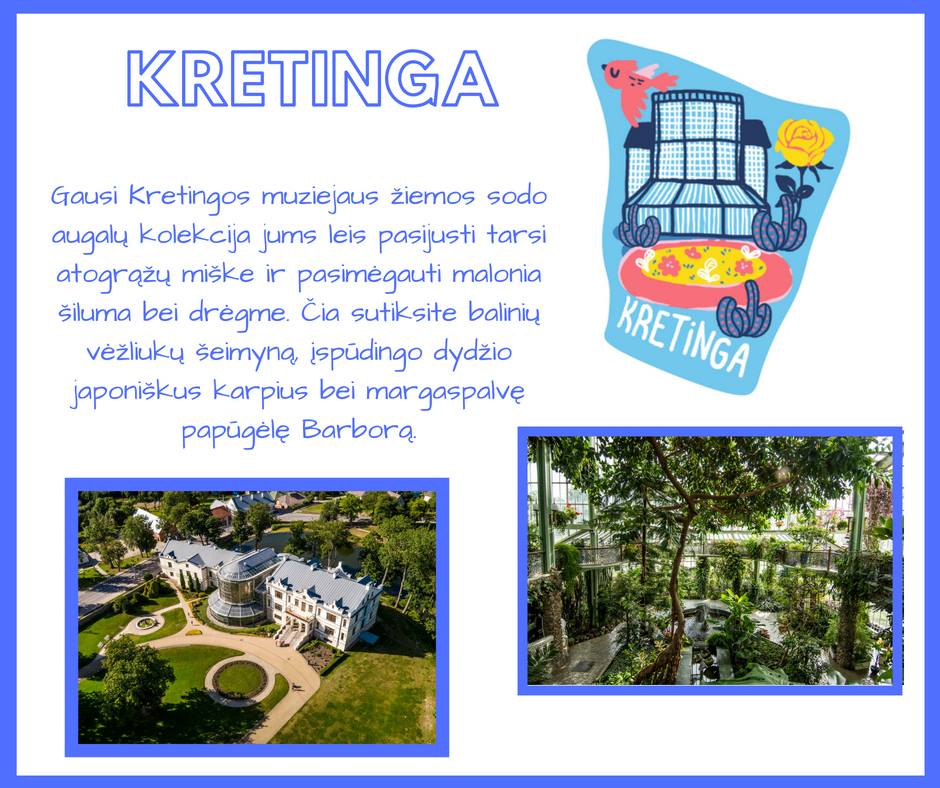 KRETINGA
Gausi Kretingos muziejaus žiemos sodo
augalų kolekcija jums leis pasijusti tarsi
atogrąžų miške ir pasimėgauti malonia
šiluma bei drėgme. Čia sutiksite balinių
vėžliukų šeimyną, įspūdingo dydžio
japoniškus karpius bei margaspalvę
papūgėlę Barborą.
KRETiNGA